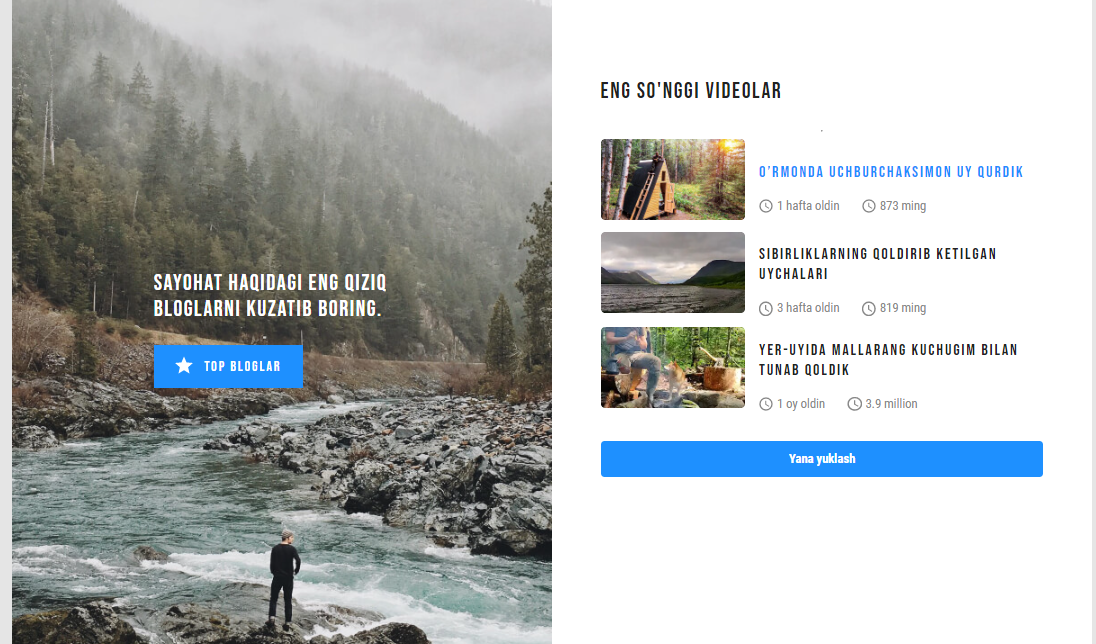 SAYOHAT HAQIDAGI ENG QIZIQ
BLOGLARNI KUZATIB BORING.
TOP BLOGLAR
ENG SO'NGGI VIDEOLAR
O'RMONDA UCHBURCHAKSIMON UY QURDIK
1 hafta oldin 873 ming
SIBIRLIKLARNING QOLDIRIB KETILGAN
UYCHALARI
3 hafta oldin 819 ming
YER-UYIDA MALLARANG KUCHUGIM BILAN
TUNAB QOLDIK
1 oy oldin 3.9 million
Yana yuklash